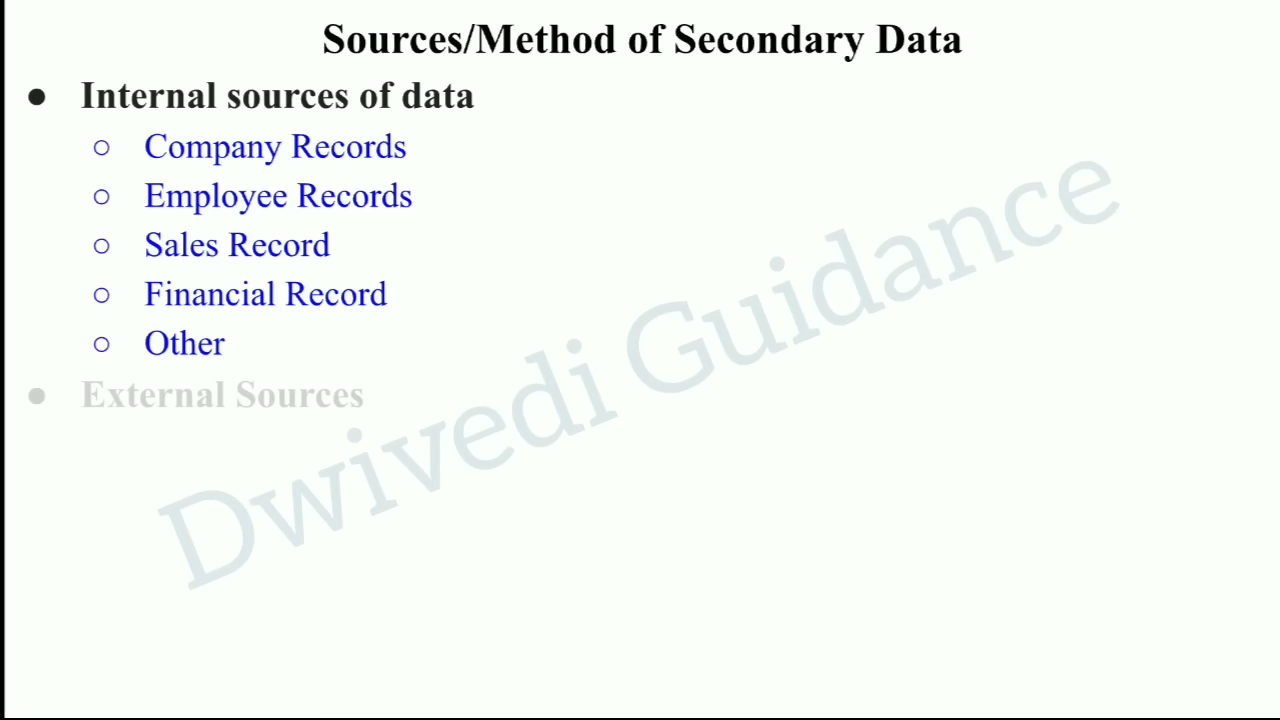 Sources/Method of Secondary Data
● Internal sources of data
○ Company Records
○ Employee Records
○ Sales Record
○ Financial Record
○ Other
● External Sources
Dwivedi Guidance